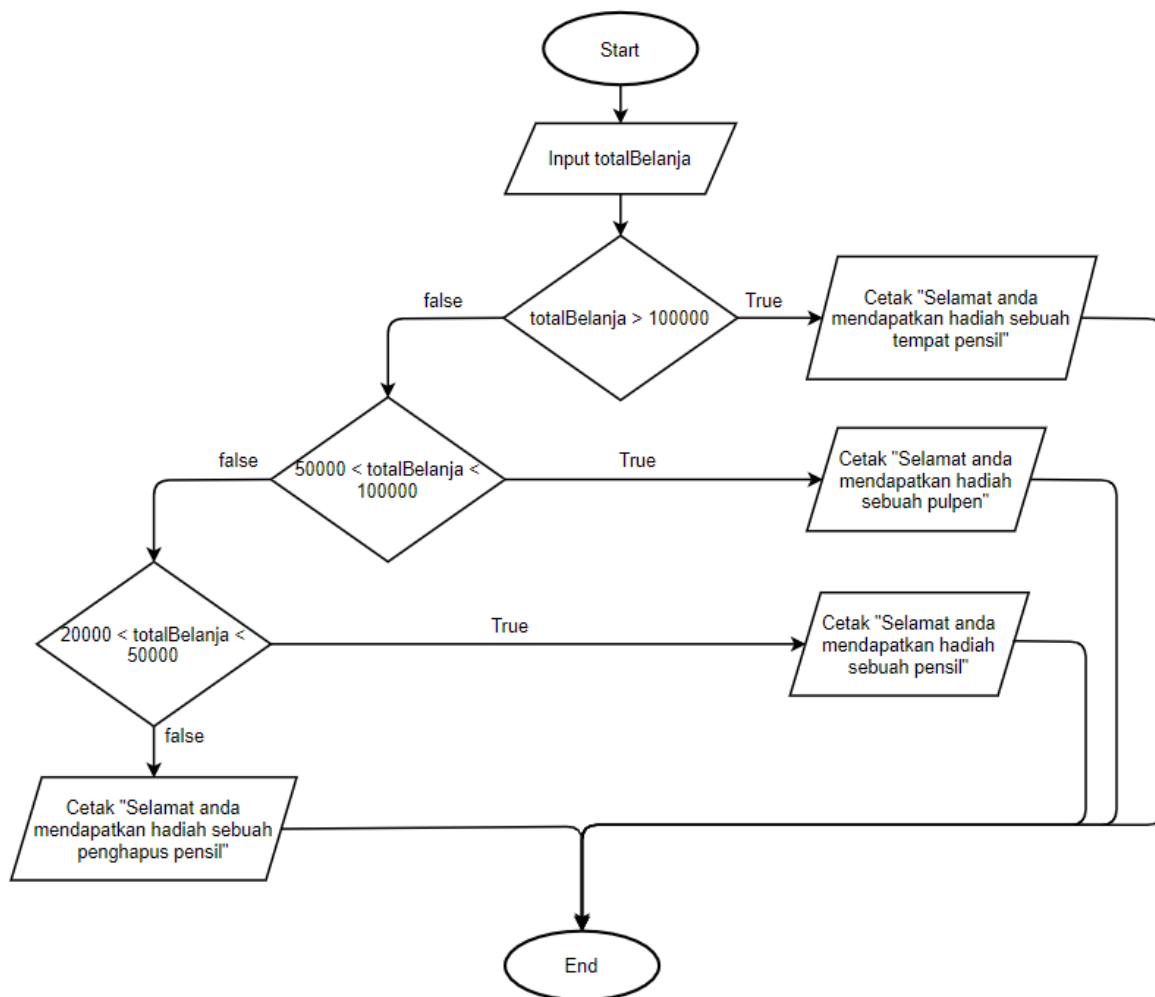 Start
Input totalBelanja
false
totalBelanja > 100000
True
Cetak "Selamat anda
mendapatkan hadiah sebuah
tempat pensil"
false
50000 < totalBelanja <
100000
True
Cetak "Selamat anda
mendapatkan hadiah
sebuah pulpen"
20000 < totalBelanja <
50000
True
Cetak "Selamat anda
mendapatkan hadiah
sebuah pensil"
false
Cetak "Selamat anda
mendapatkan hadiah sebuah
penghapus pensil"
End